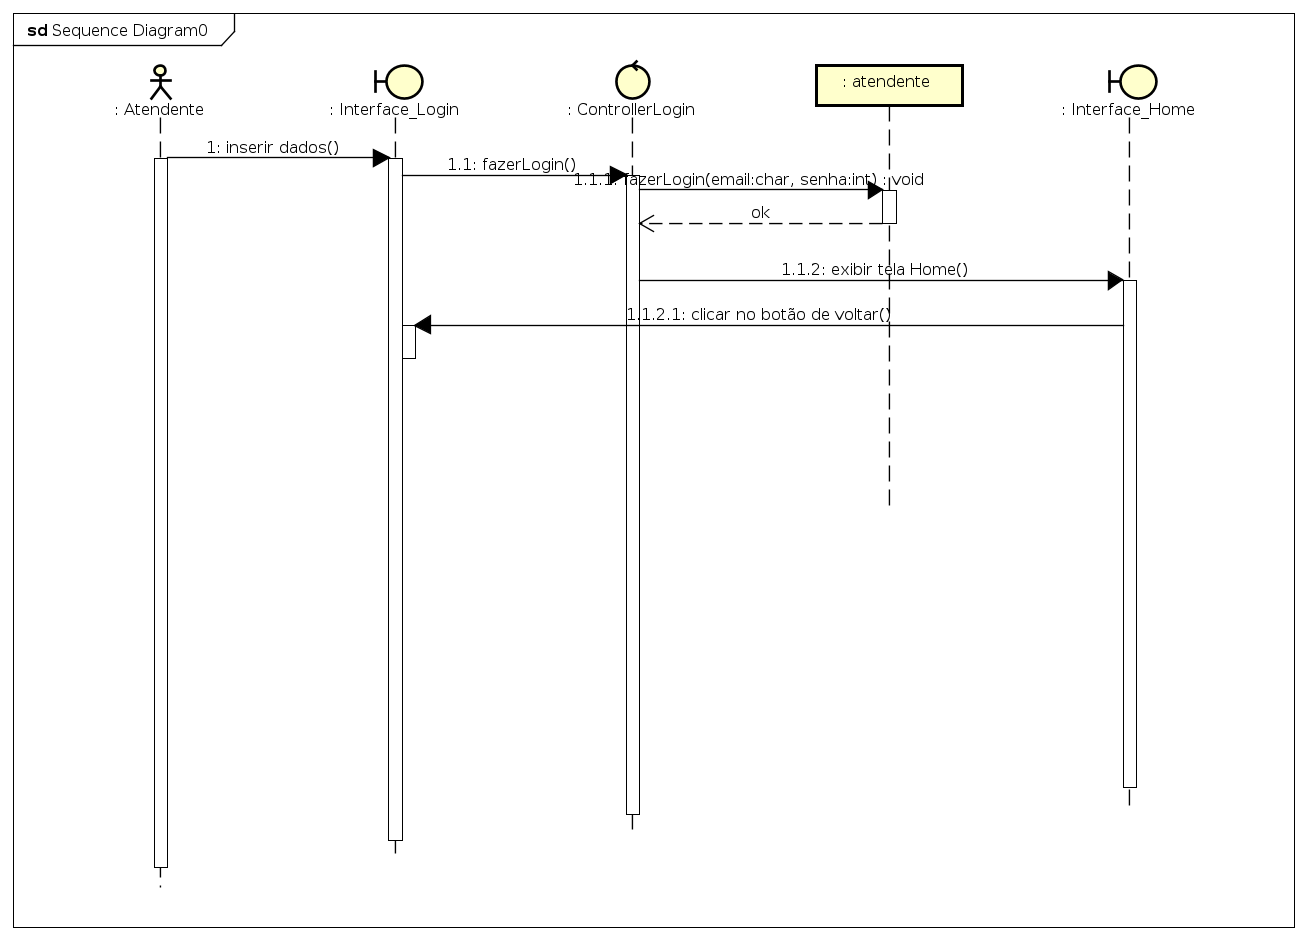 sd Sequence Diagram0
: Atendente
: Interface_Login
: ControllerLogin
: atendente
: Interface_Home
1: inserir dados()
1.1: fazerLogin()
1.1.1: fazerLogin(email:char, senha:int) : void
ok
1.1.2: exibir tela Home()
1.1.2.1: clicar no botão de voltar()